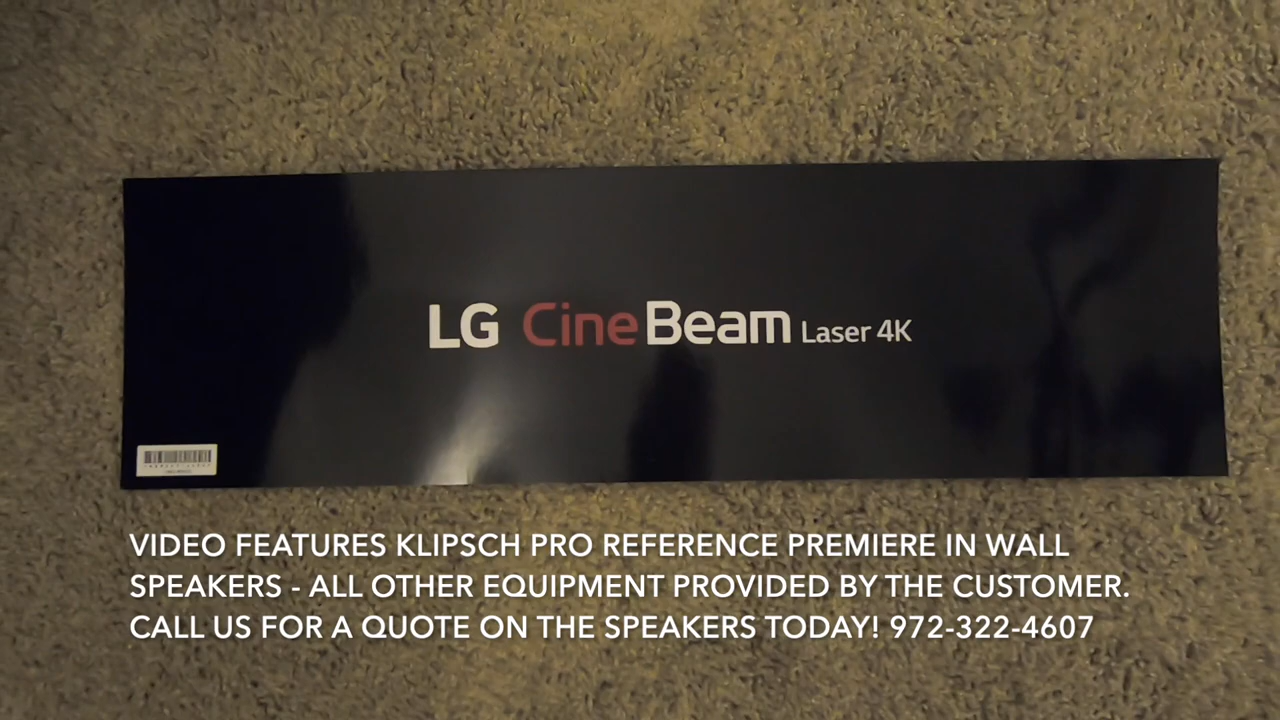 LG CineBeam Laser 4K
VIDEO FEATURES KLIPSCH PRO REFERENCE PREMIERE IN WALL
SPEAKERS - ALL OTHER EQUIPMENT PROVIDED BY THE CUSTOMER.
CALL US FOR A QUOTE ON THE SPEAKERS TODAY! 972-322-4607